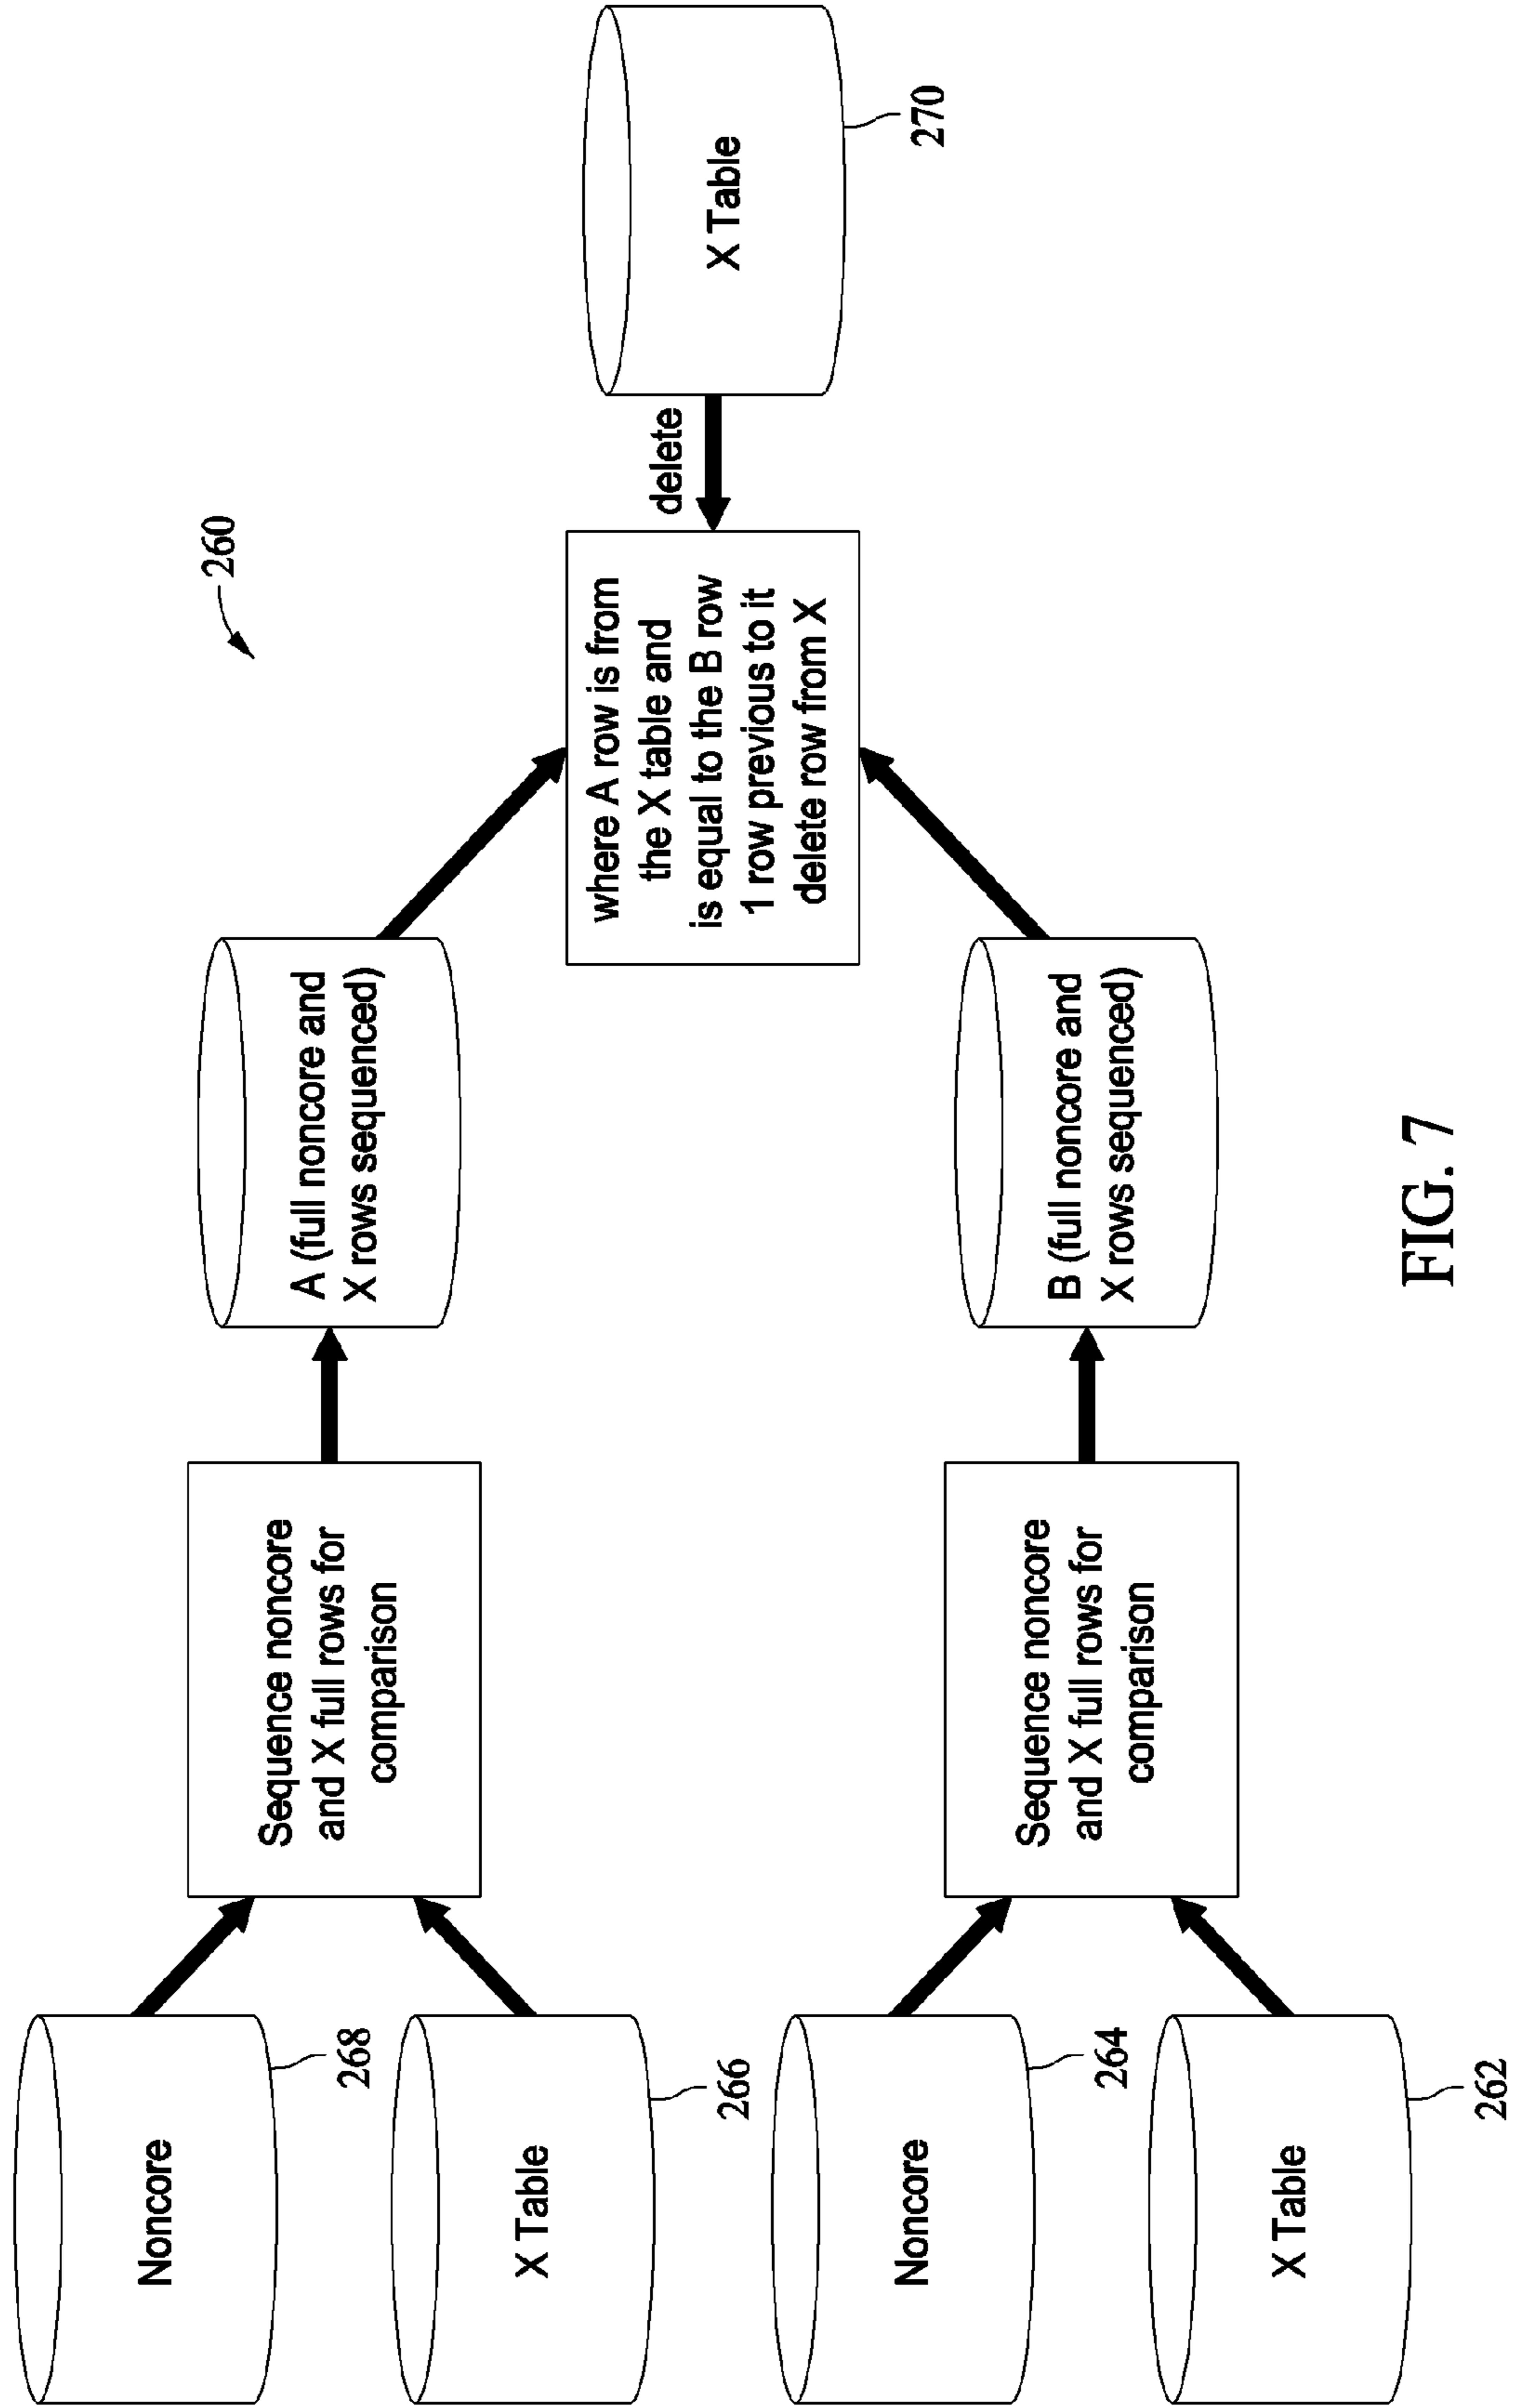 260
Noncore
268
X Table
266
Sequence noncore
and X full rows for
comparison
A (full noncore and
X rows sequenced)
Noncore
264
X Table
262
Sequence noncore
and X full rows for
comparison
B (full noncore and
X rows sequenced)
where A row is from
the X table and
is equal to the B row
1 row previous to it
delete row from X
delete
X Table
270
FIG. 7